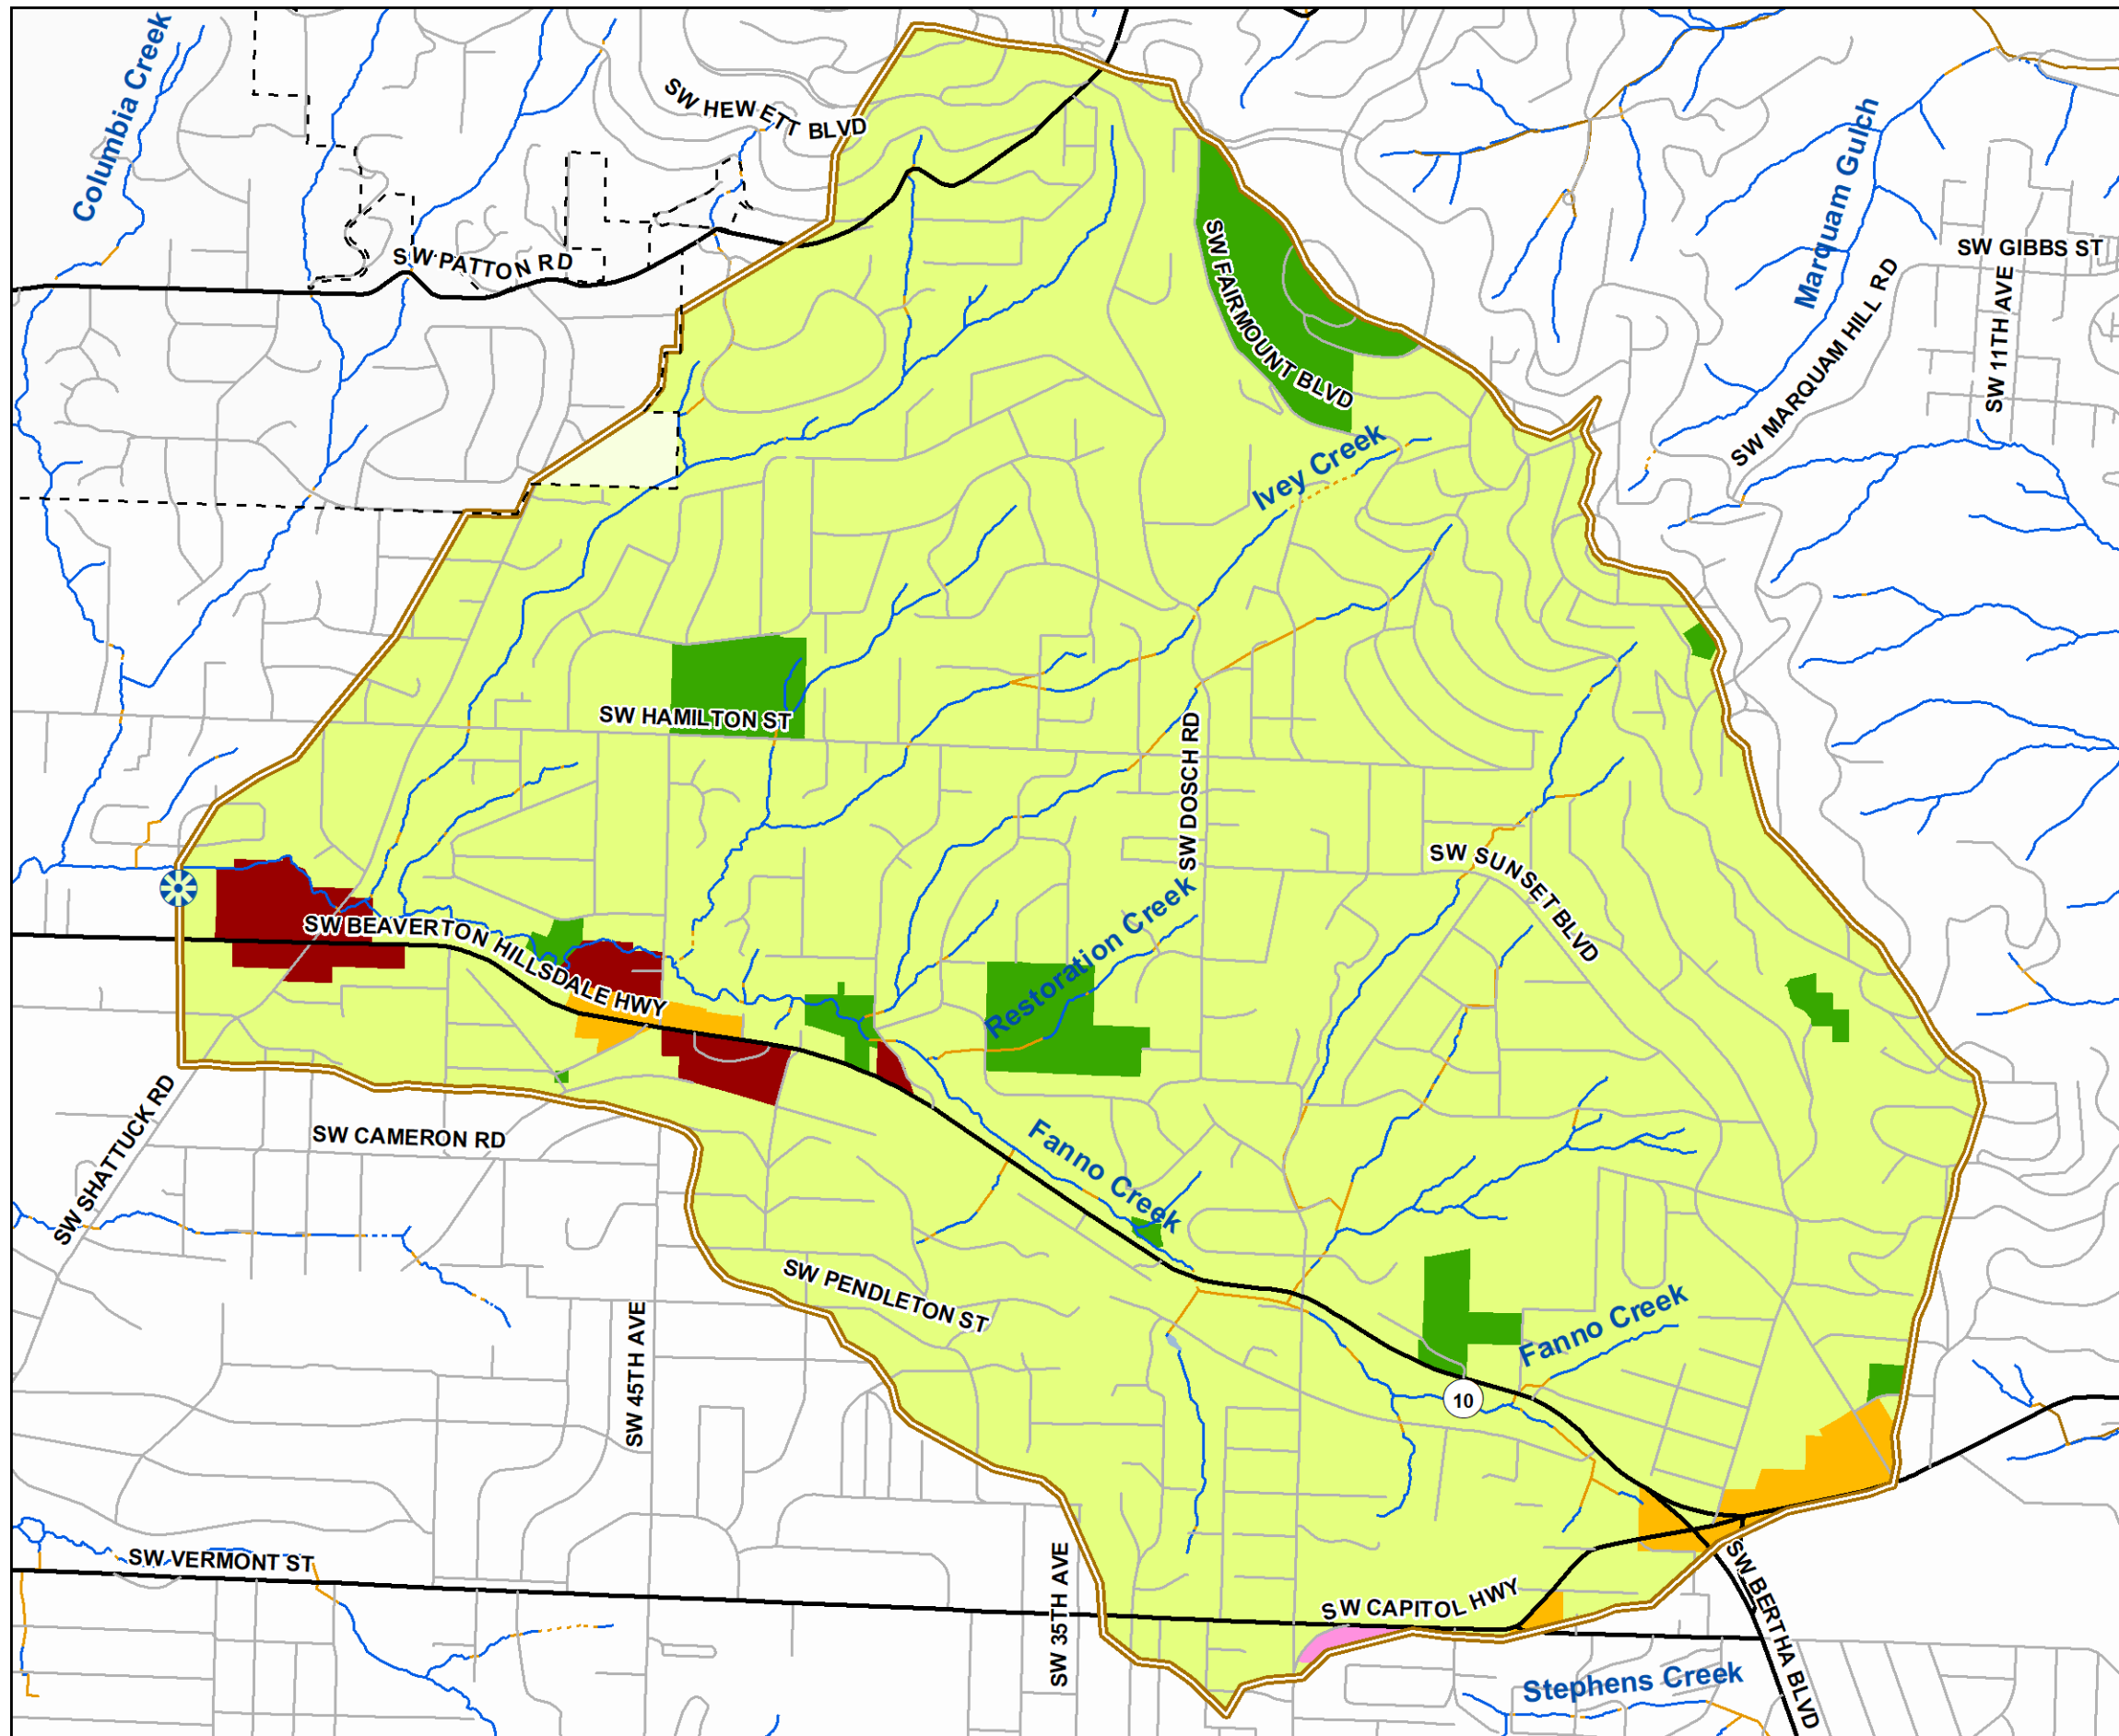 Columbia Creek
SW HEWETT BLVD
Marquam Gulch
SW PATTON RD
SW GIBBS ST
SW FAIRMOUNT BLVD
SW MARQUAM HILL RD
SW 11TH AVE
Ivey Creek
SW HAMILTON ST
SW DOSCH RD
SW SUNSET BLVD
SW BEAVERTON HILLSDALE HWY
Restoration Creek
SW SHATTUCK RD
SW CAMERON RD
Fanno Creek
SW PENDLETON ST
SW 45TH AVE
Fanno Creek
10
SW VERMONT ST
SW 35TH AVE
SW CAPITOL HWY
SW BERTHA BLVD
Stephens Creek